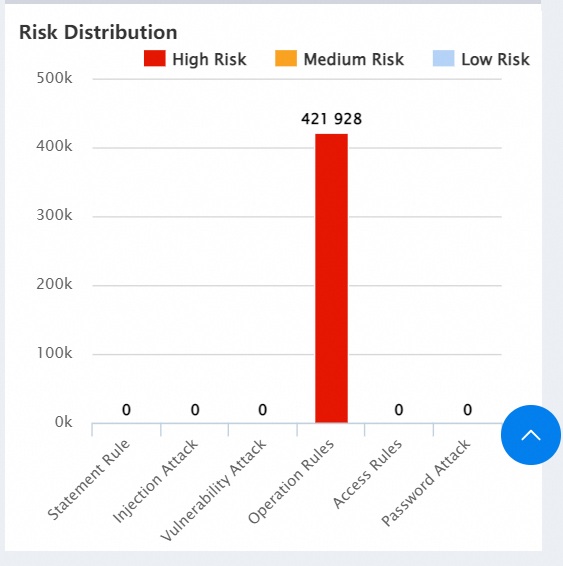 Risk Distribution
High Risk Medium Risk Low Risk
500k
421 928
400k
300k
200k
100k
0 0 0 0 0
0k
Statement Rule
Injection Attack
Vulnerability Attack
Operation Rules
Access Rules
Password Attack